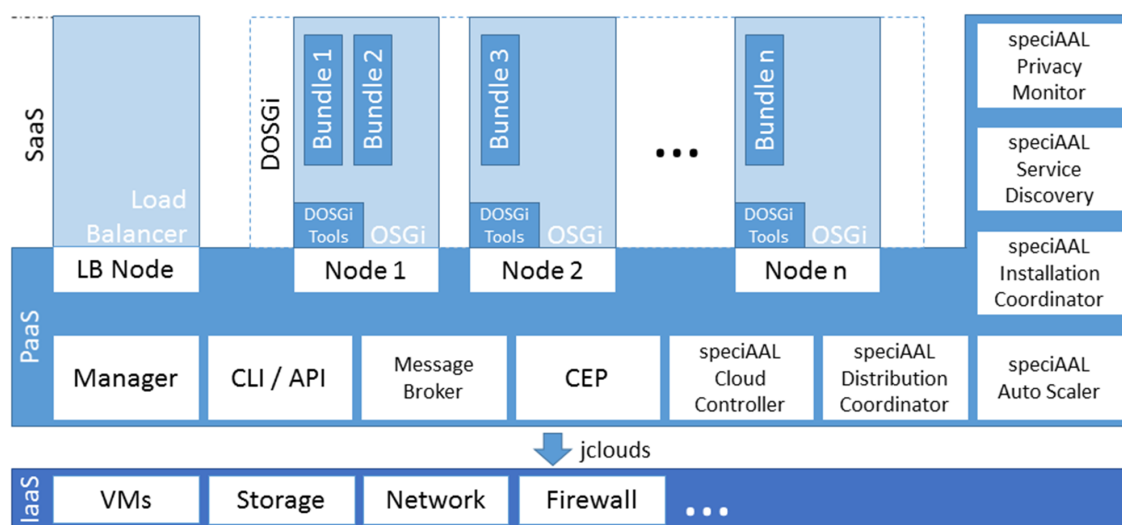 SaaS
Load
Balancer
LB Node
DOSGi
Bundle 1
Bundle 2
DOSGi
Tools
OSGi
Node 1
Bundle 3
DOSGi
Tools
OSGi
Node 2
...
Bundle n
DOSGi
Tools
OSGi
Node n
speciAAL
Privacy
Monitor
speciAAL
Service
Discovery
speciAAL
Installation
Coordinator
PaaS
Manager
CLI / API
Message
Broker
CEP
speciAAL
Cloud
Controller
speciAAL
Distribution
Coordinator
speciAAL
Auto Scaler
jclouds
IaaS
VMs
Storage
Network
Firewall
...